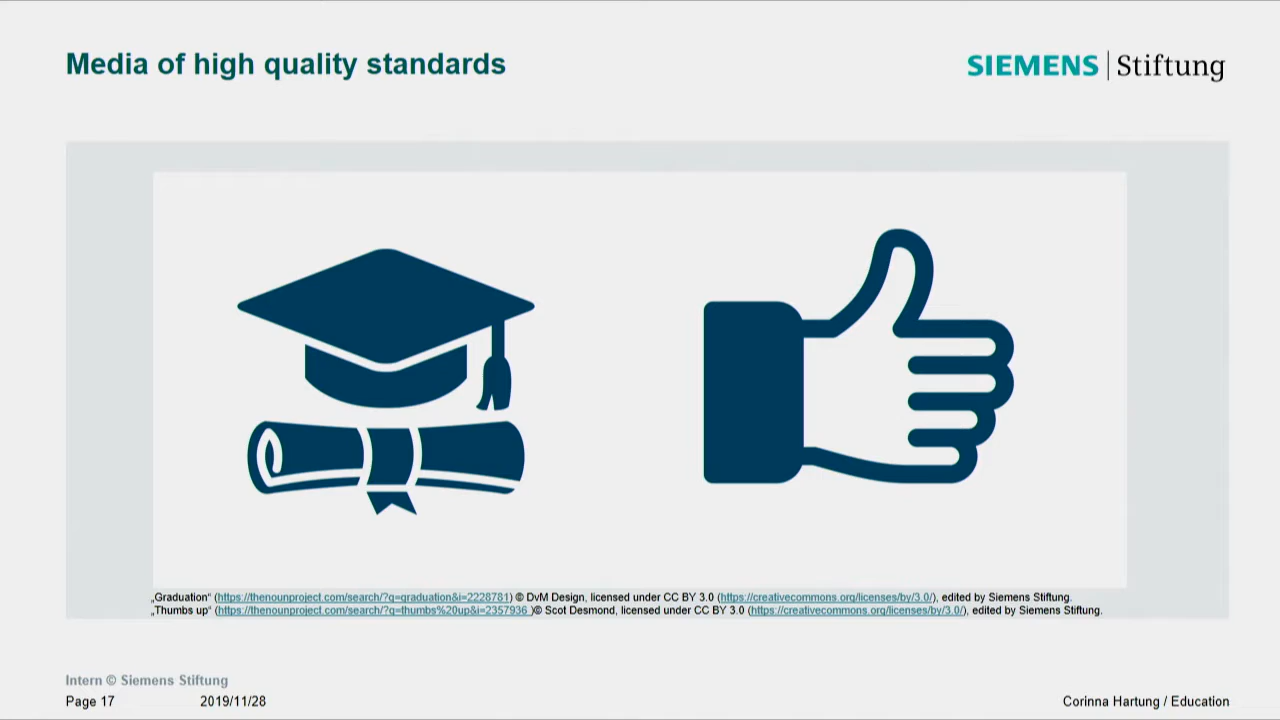 Media of high quality standards
SIEMENS | Stiftung
„Graduation“ (https://thenounproject.com/search/?q=graduation&i=2228781) © DvM Design, licensed under CC BY 3.0 (https://creativecommons.org/licenses/by/3.0/), edited by Siemens Stiftung.
„Thumbs up“ (https://thenounproject.com/search/?q=thumbs%20up&i=2357936 )© Scot Desmond, licensed under CC BY 3.0 (https://creativecommons.org/licenses/by/3.0/), edited by Siemens Stiftung.
Intern © Siemens Stiftung
Page 17 2019/11/28 Corinna Hartung / Education